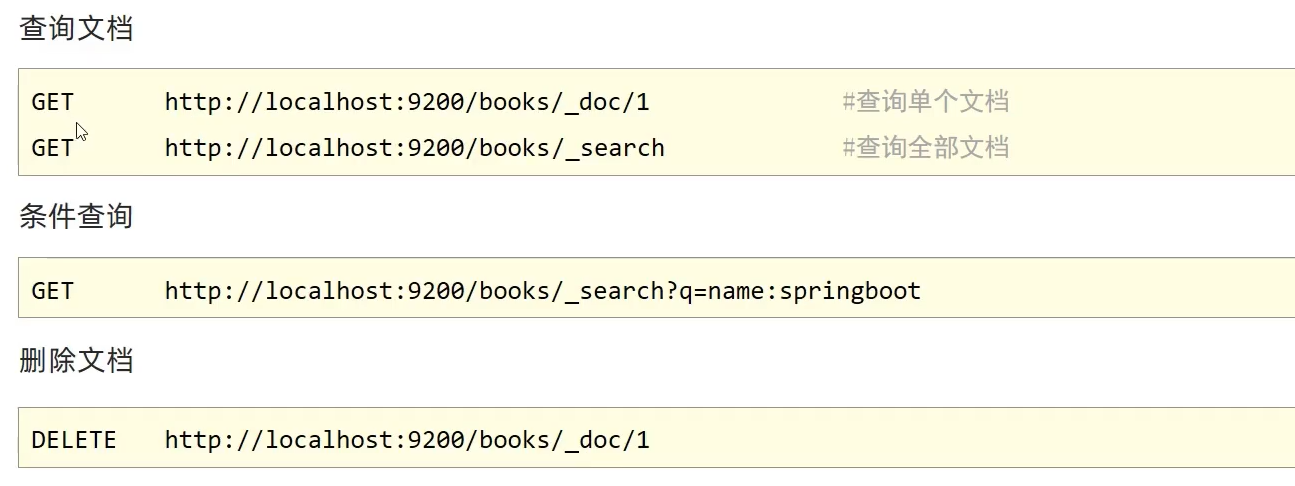 查询文档
GET http://localhost:9200/books/_doc/1 #查询单个文档
GET http://localhost:9200/books/_search #查询全部文档
条件查询
GET http://localhost:9200/books/_search?q=name:springboot
删除文档
DELETE http://localhost:9200/books/_doc/1